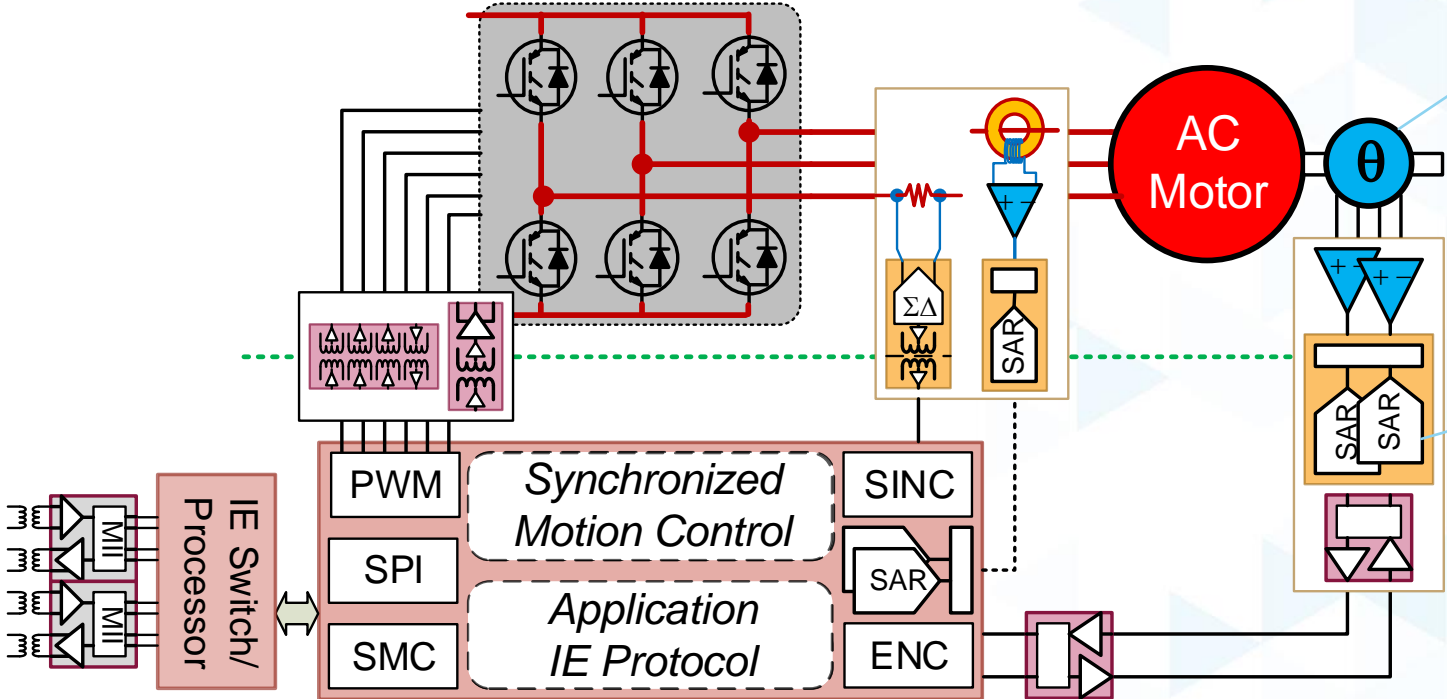 AC
Motor
θ
+ −
+ −
+ −
ΣΔ
SAR
SAR
SAR
PWM
Synchronized
Motion Control
SINC
IE Switch/
Processor
MII
MII
SPI
SAR
SMC
Application
IE Protocol
ENC